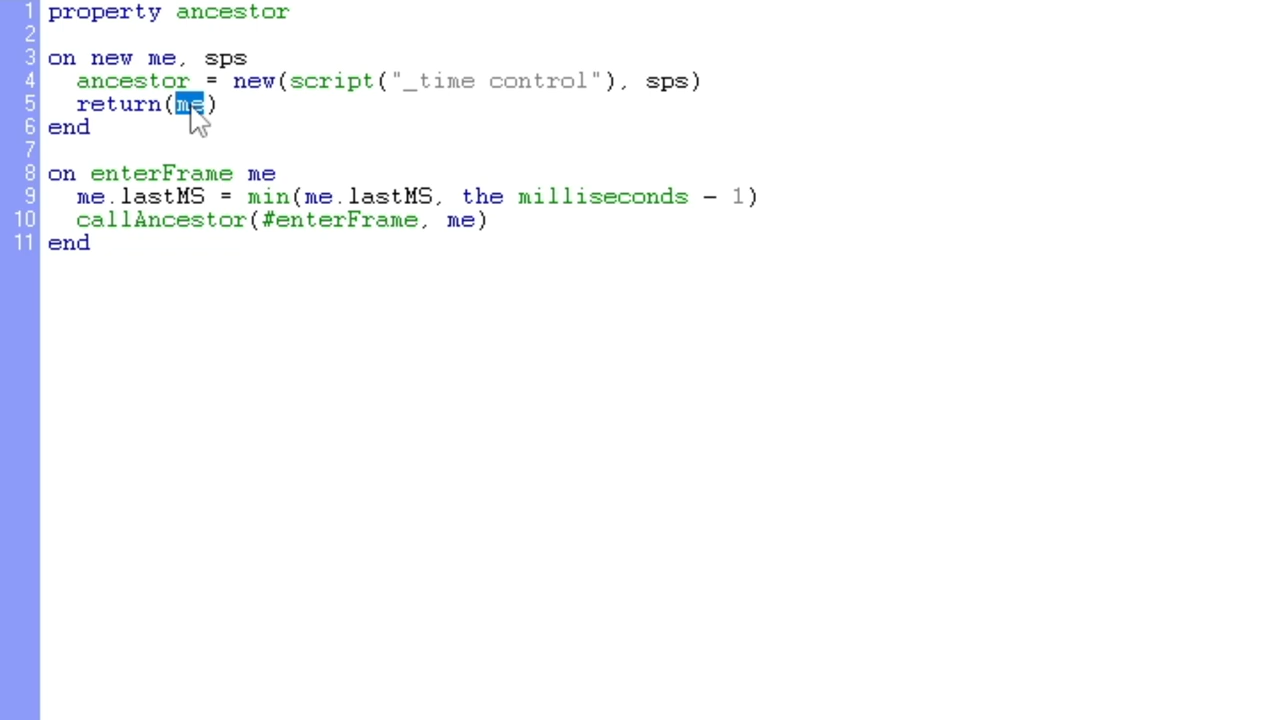 1 property ancestor
2
3 on new me, sps
4 ancestor = new(script("_time control"), sps)
5 return(me)
6 end
7
8 on enterFrame me
9 me.lastMS = min(me.lastMS, the milliseconds - 1)
10 callAncestor(#enterFrame, me)
11 end